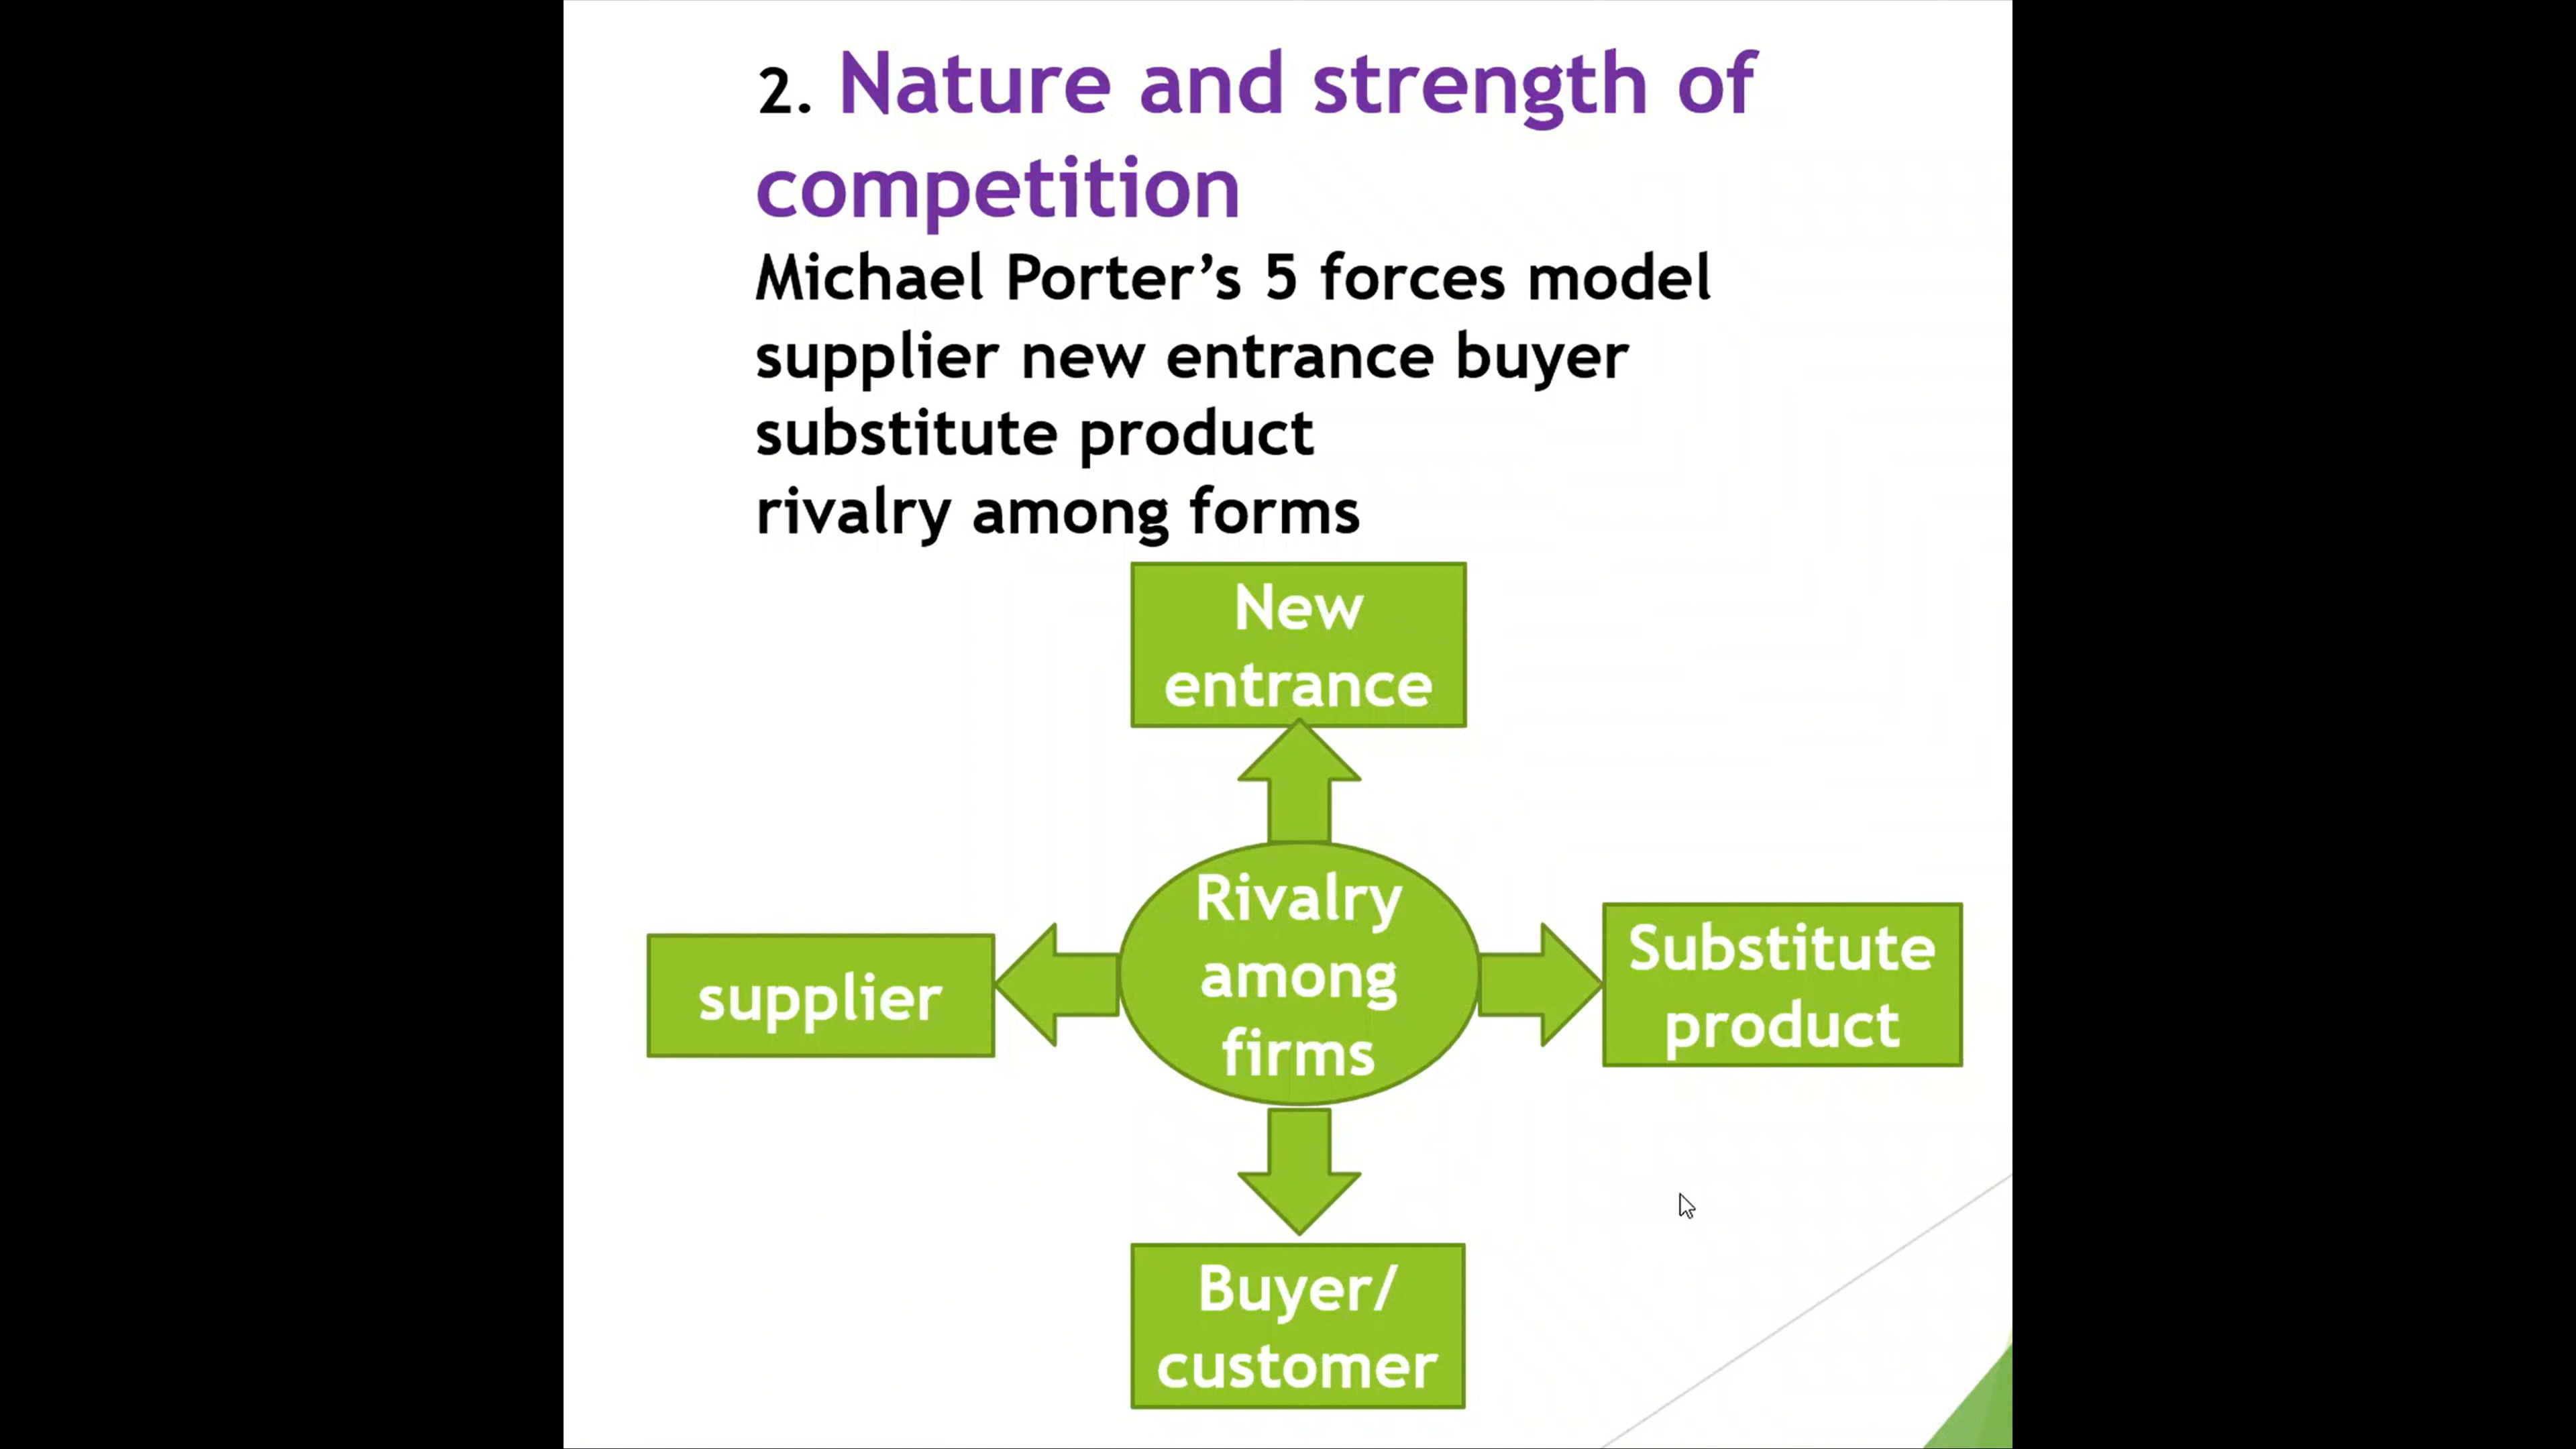 2. Nature and strength of
competition
Michael Porter’s 5 forces model
supplier new entrance buyer
substitute product
rivalry among forms
New
entrance
supplier
Rivalry
among
firms
Substitute
product
Buyer/
customer